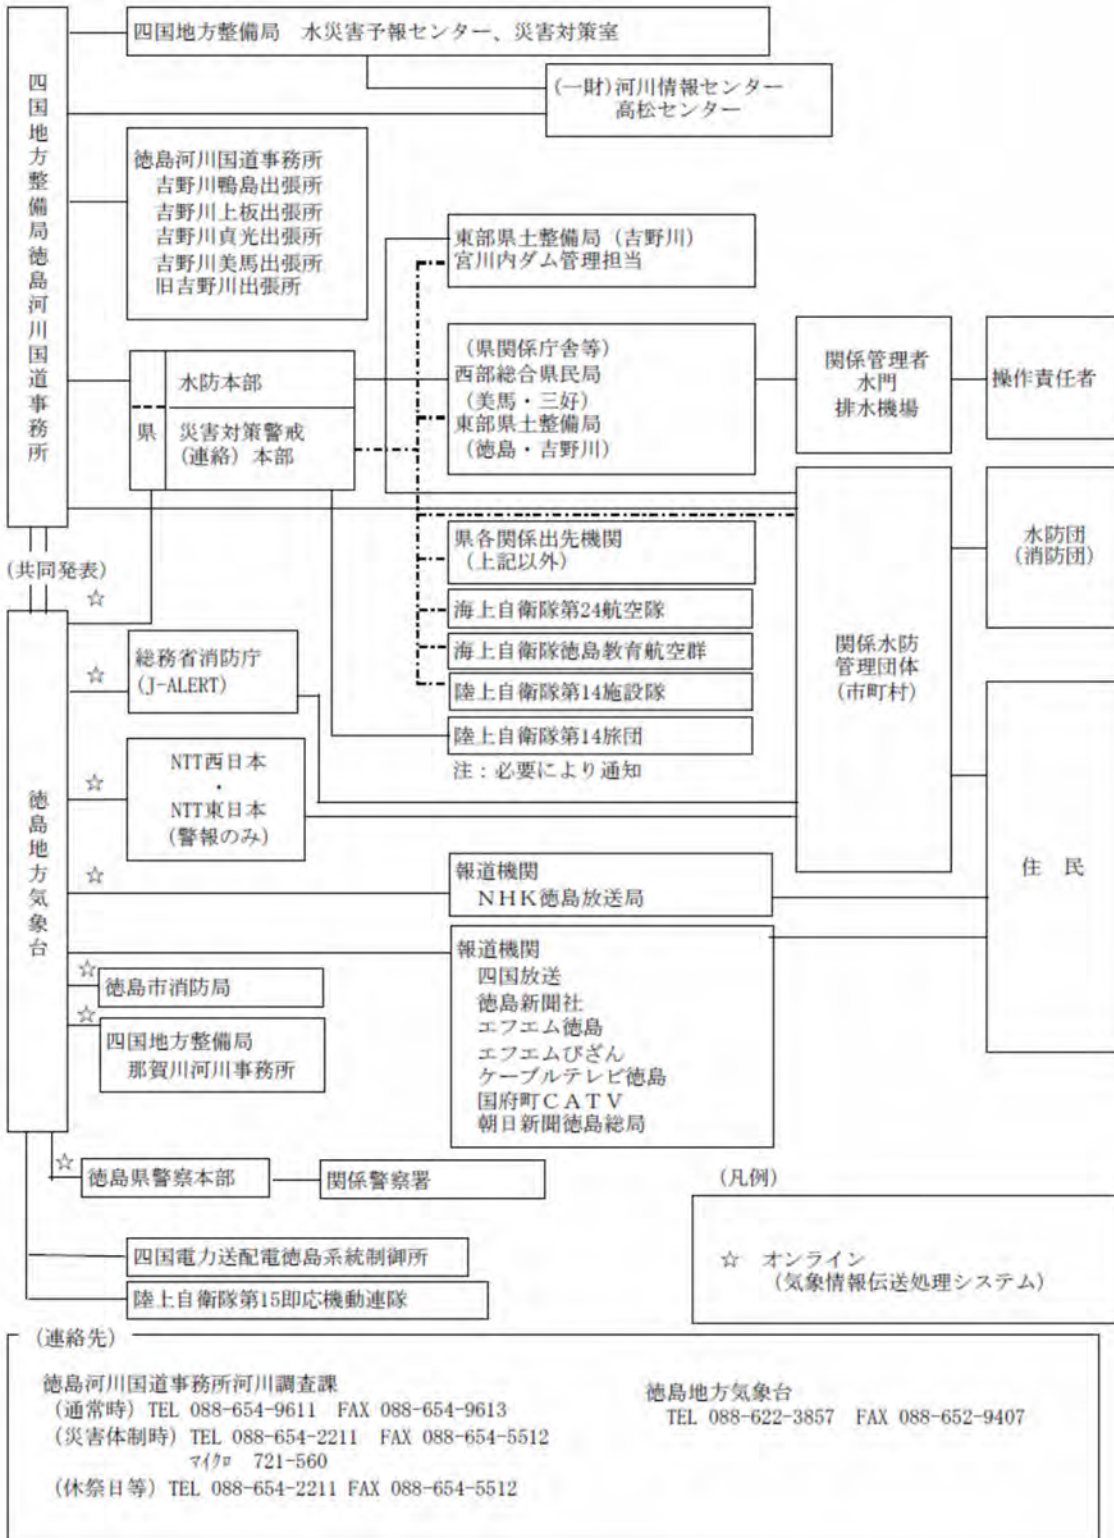 四国地方整備局徳島河川国道事務所
四国地方整備局　水災害予報センター、災害対策室
(一財)河川情報センター
高松センター
徳島河川国道事務所
吉野川鴨島出張所
吉野川上板出張所
吉野川貞光出張所
吉野川美馬出張所
旧吉野川出張所
東部県土整備局（吉野川）
宮川内ダム管理担当
県
水防本部
災害対策警戒
（連絡）本部
（県関係庁舎等）
西部総合県民局
（美馬・三好）
東部県土整備局
（徳島・吉野川）
関係管理者
水門
排水機場
操作責任者
県各関係出先機関
（上記以外）
海上自衛隊第24航空隊
海上自衛隊徳島教育航空群
陸上自衛隊第14施設隊
陸上自衛隊第14旅団
注：必要により通知
関係水防
管理団体
(市町村)
水防団
(消防団)
住　民
(共同発表)
徳島地方気象台
☆
☆
総務省消防庁
(J-ALERT)
☆
NTT西日本
・
NTT東日本
(警報のみ)
☆
報道機関
ＮＨＫ徳島放送局
報道機関
四国放送
徳島新聞社
エフエム徳島
エフエムびざん
ケーブルテレビ徳島
国府町ＣＡＴＶ
朝日新聞徳島総局
☆
徳島市消防局
☆
四国地方整備局
那賀川河川事務所
☆
徳島県警察本部
関係警察署
四国電力送配電徳島系統制御所
陸上自衛隊第15即応機動連隊
(凡例)
☆　オンライン
（気象情報伝送処理システム）
（連絡先）
徳島河川国道事務所河川調査課
（通常時）TEL 088-654-9611　FAX 088-654-9613
（災害体制時）TEL 088-654-2211　FAX 088-654-5512
ﾏｲｸﾛ　721-560
（休祭日等）TEL 088-654-2211 FAX 088-654-5512
徳島地方気象台
TEL 088-622-3857　FAX 088-652-9407